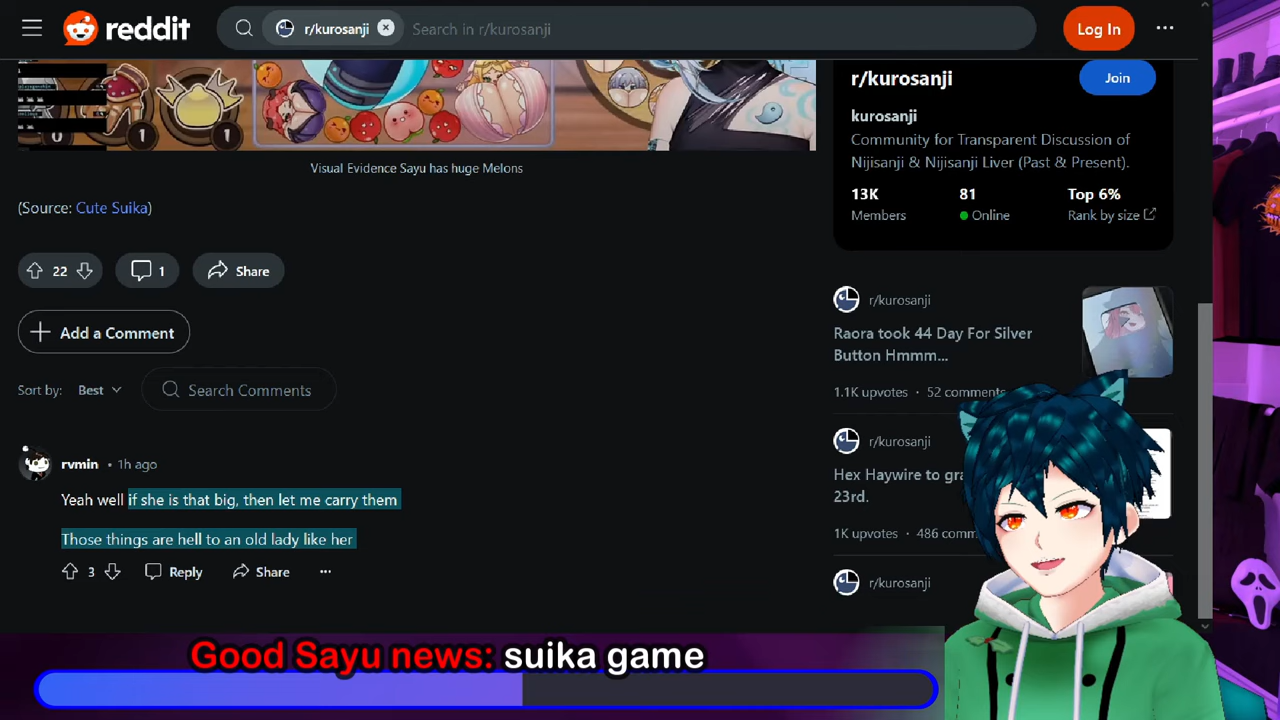 reddit
r/kurosanji
Search in r/kurosanji
Log In
0
1
1
Visual Evidence Sayu has huge Melons
(Source: Cute Suika)
22
1
Share
Add a Comment
Sort by:
Best
Search Comments
rvmin
• 1h ago
Yeah well if she is that big, then let me carry them
Those things are hell to an old lady like her
3
Reply
Share
r/kurosanji
Join
kurosanji
Community for Transparent Discussion of
Nijisanji & Nijisanji Liver (Past & Present).
13K
81
Top 6%
Members
Online
Rank by size
r/kurosanji
Raora took 44 Day For Silver
Button Hmmm...
1.1K upvotes • 52 comments
r/kurosanji
Hex Haywire to gra
23rd.
1K upvotes • 486 comm
r/kurosanji
Good Sayu news: suika game